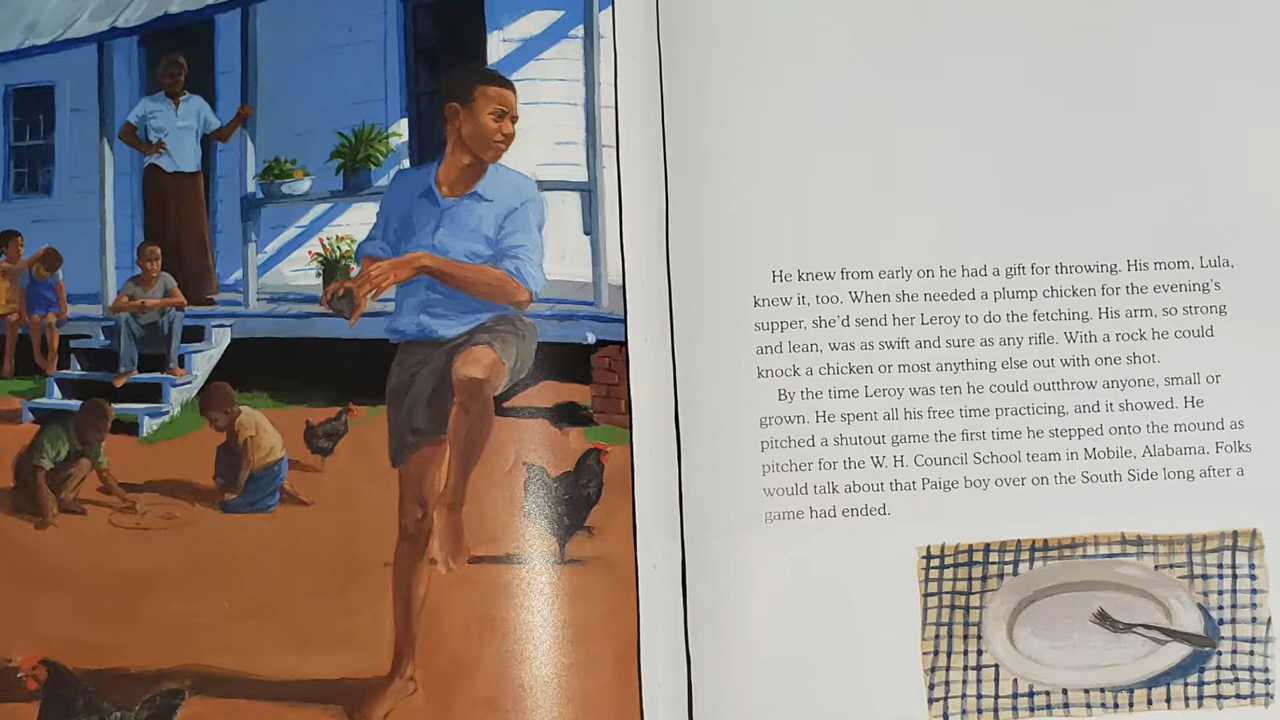 He knew from early on he had a gift for throwing. His mom, Lula,
knew it, too. When she needed a plump chicken for the evening's
supper, she'd send her Leroy to do the fetching. His arm, so strong
and lean, was as swift and sure as any rifle. With a rock he could
knock a chicken or most anything else out with one shot.
By the time Leroy was ten he could outthrow anyone, small or
grown. He spent all his free time practicing, and it showed. He
pitched a shutout game the first time he stepped onto the mound as
pitcher for the W. H. Council School team in Mobile, Alabama. Folks
would talk about that Paige boy over on the South Side long after a
game had ended.